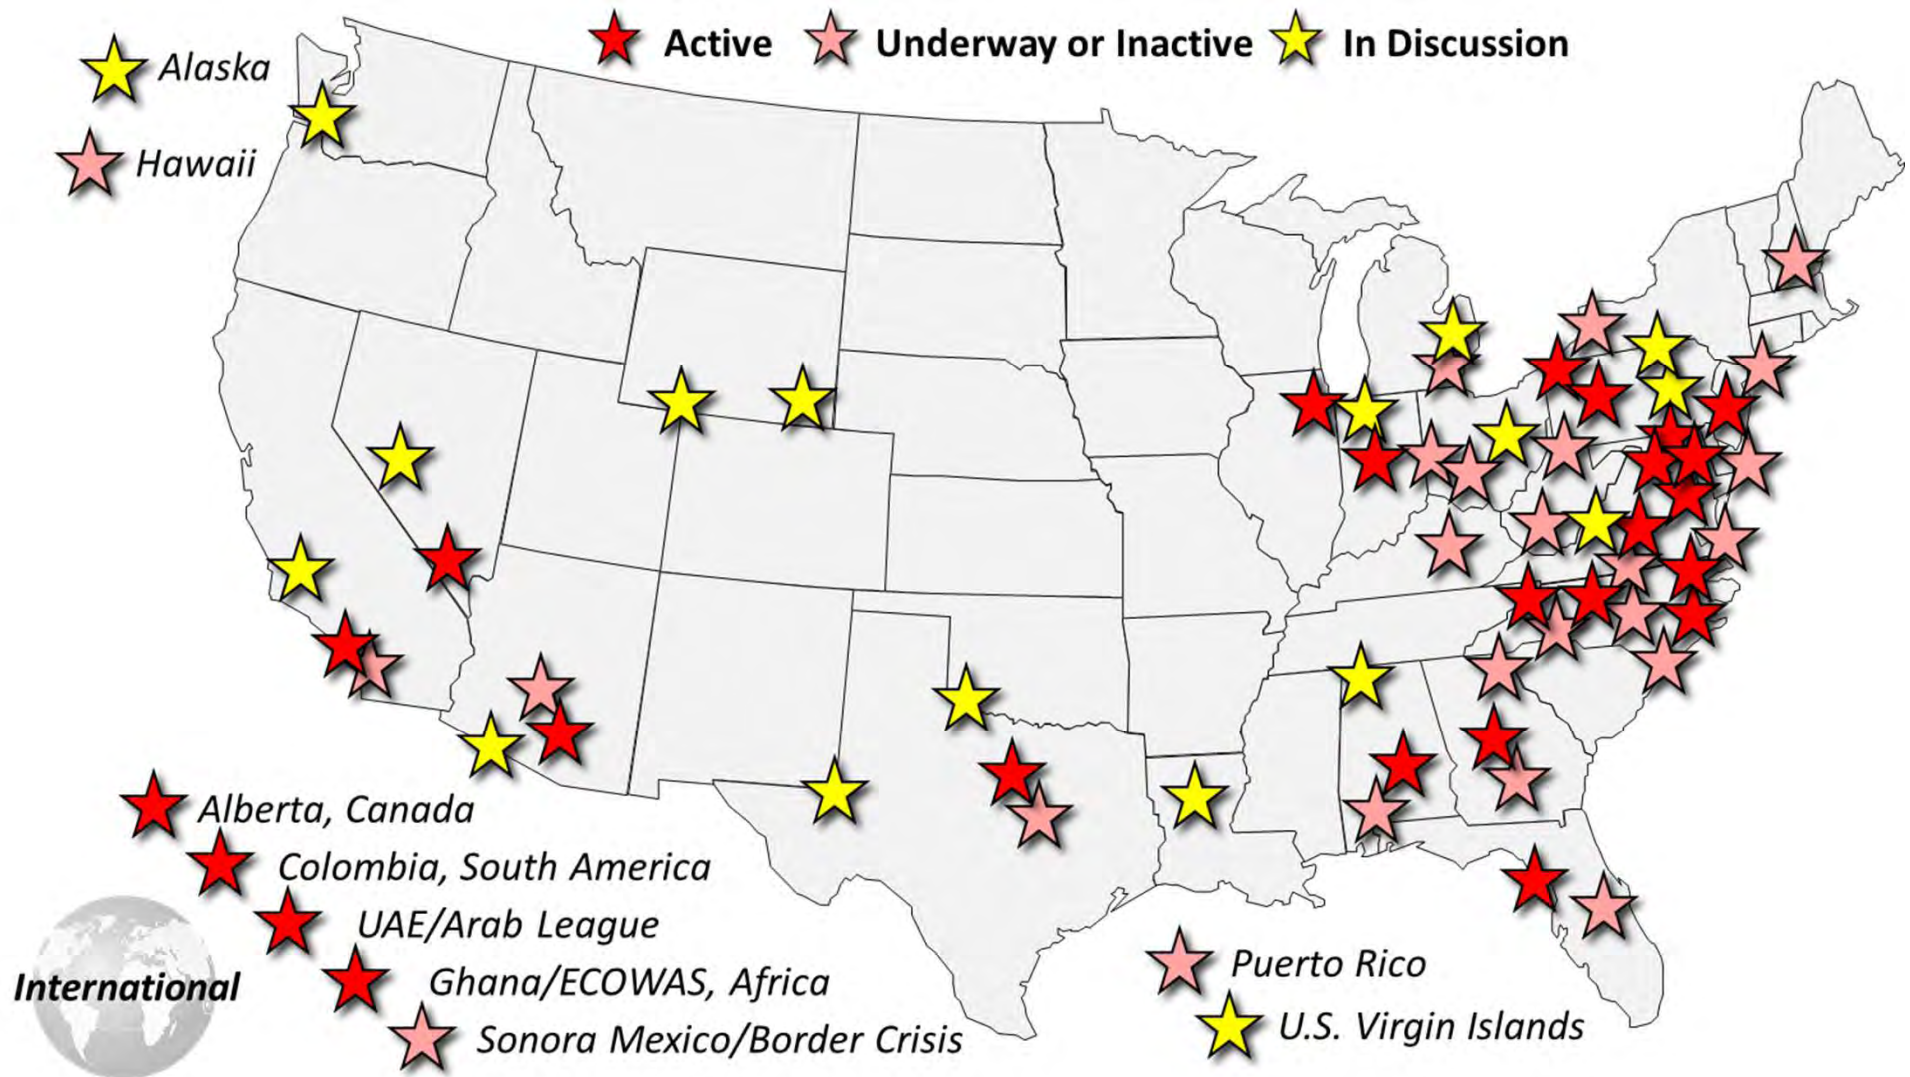 Active
Underway or Inactive
In Discussion
Alaska
Hawaii
Alberta, Canada
Colombia, South America
UAE/Arab League
Ghana/ECOWAS, Africa
Sonora Mexico/Border Crisis
International
Puerto Rico
U.S. Virgin Islands